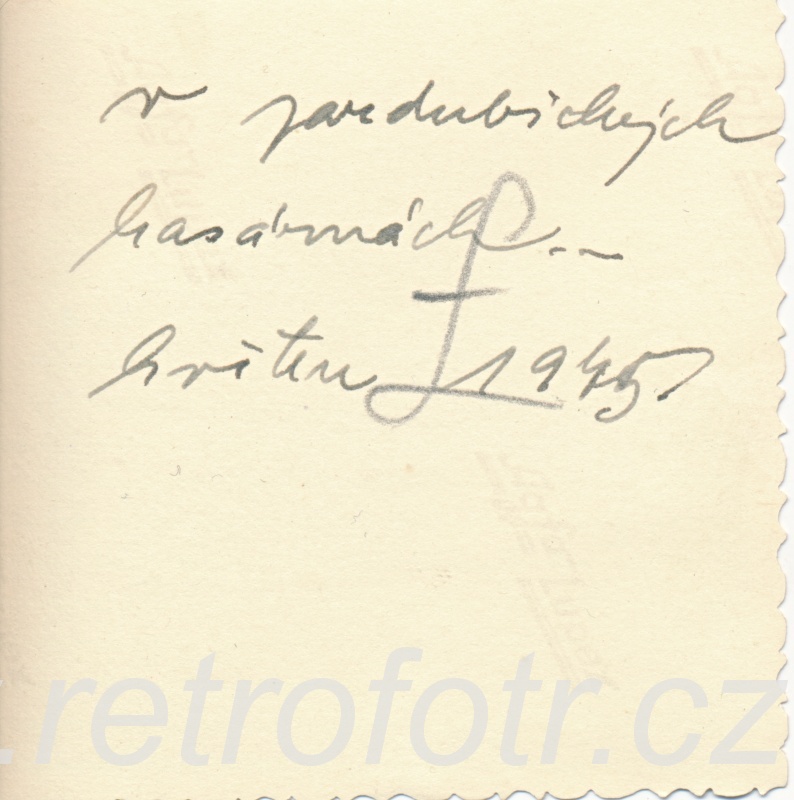 v pardubických
kasárnách...
květen 1945
.retrofotr.cz